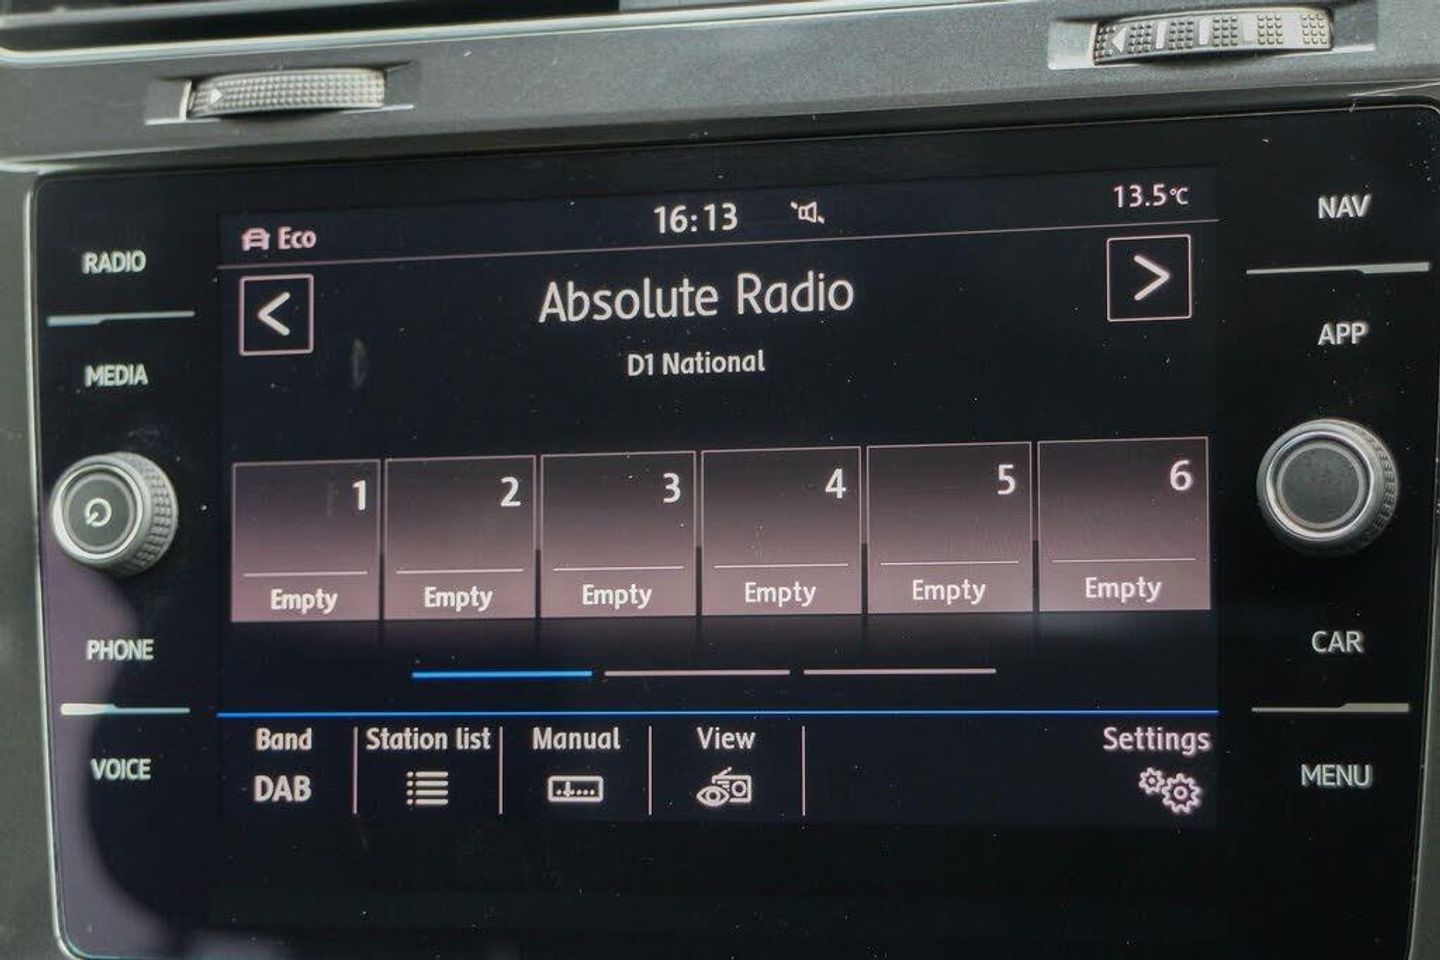 Eco 16:13 13.5°C
RADIO
NAV
< Absolute Radio >
D1 National
MEDIA
APP
1 2 3 4 5 6
Empty Empty Empty Empty Empty Empty
PHONE
CAR
Band Station list Manual View Settings
DAB
VOICE
MENU